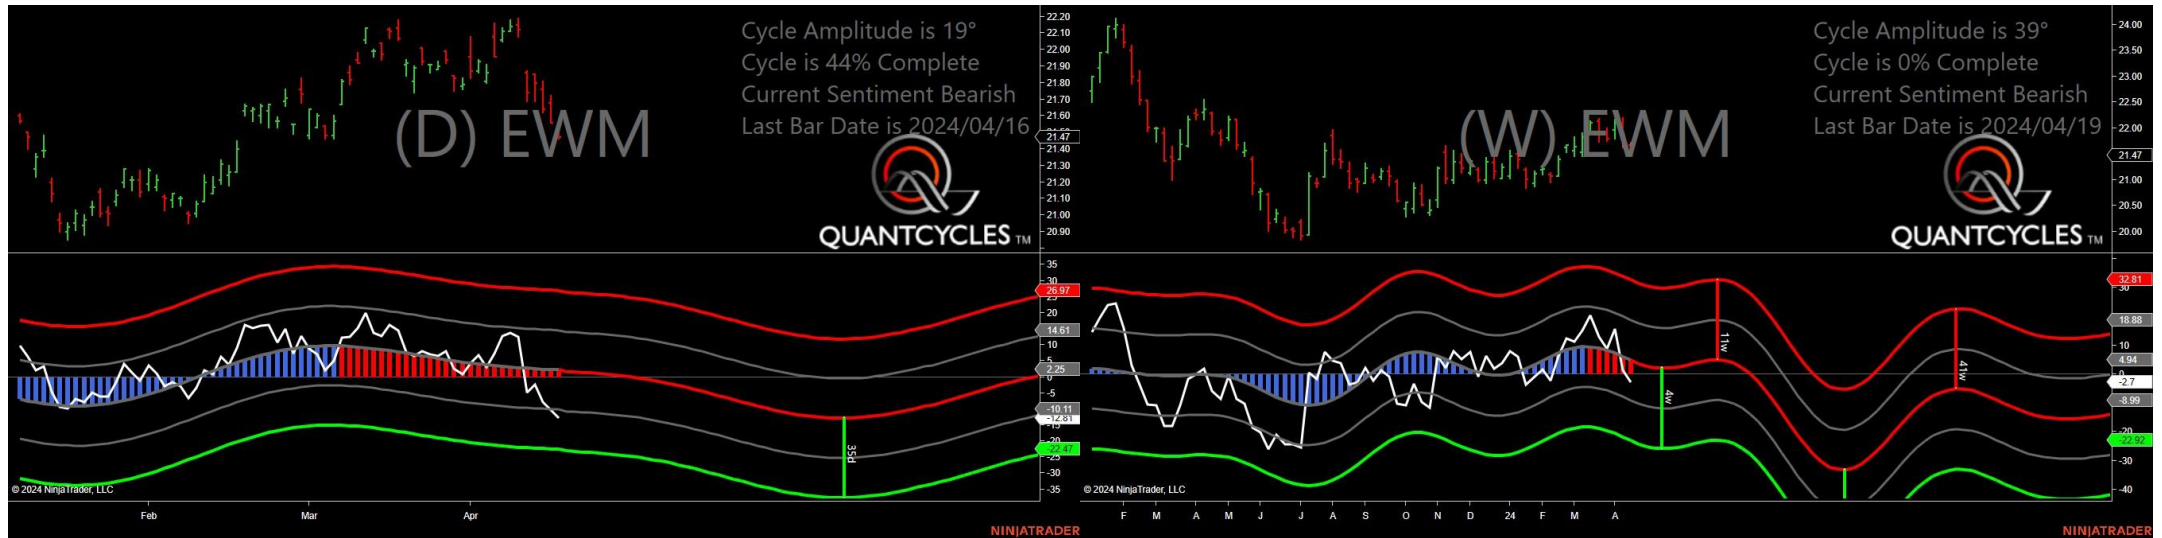 Cycle Amplitude is 19°
Cycle is 44% Complete
Current Sentiment Bearish
Last Bar Date is 2024/04/16
(D) EWM
QUANTCYCLES TM
22.20
22.10
22.00
21.90
21.80
21.70
21.60
21.47
21.40
21.30
21.20
21.10
21.00
20.90
35
30
26.97
25
20
14.61
10
5
2.25
0
-5
-10.11
-12.81
-15
-20
-22.47
-25
-30
-35
35d
© 2024 NinjaTrader, LLC
Feb
Mar
Apr
NINJATRADER
Cycle Amplitude is 39°
Cycle is 0% Complete
Current Sentiment Bearish
Last Bar Date is 2024/04/19
(W) EWM
QUANTCYCLES TM
24.00
23.50
23.00
22.50
22.00
21.47
21.00
20.50
20.00
32.81
30
18.88
10
4.94
0
-2.7
-8.99
-20
-22.92
-30
-40
11w
4w
41w
© 2024 NinjaTrader, LLC
F
M
A
M
J
J
A
S
O
N
D
24
F
M
A
NINJATRADER